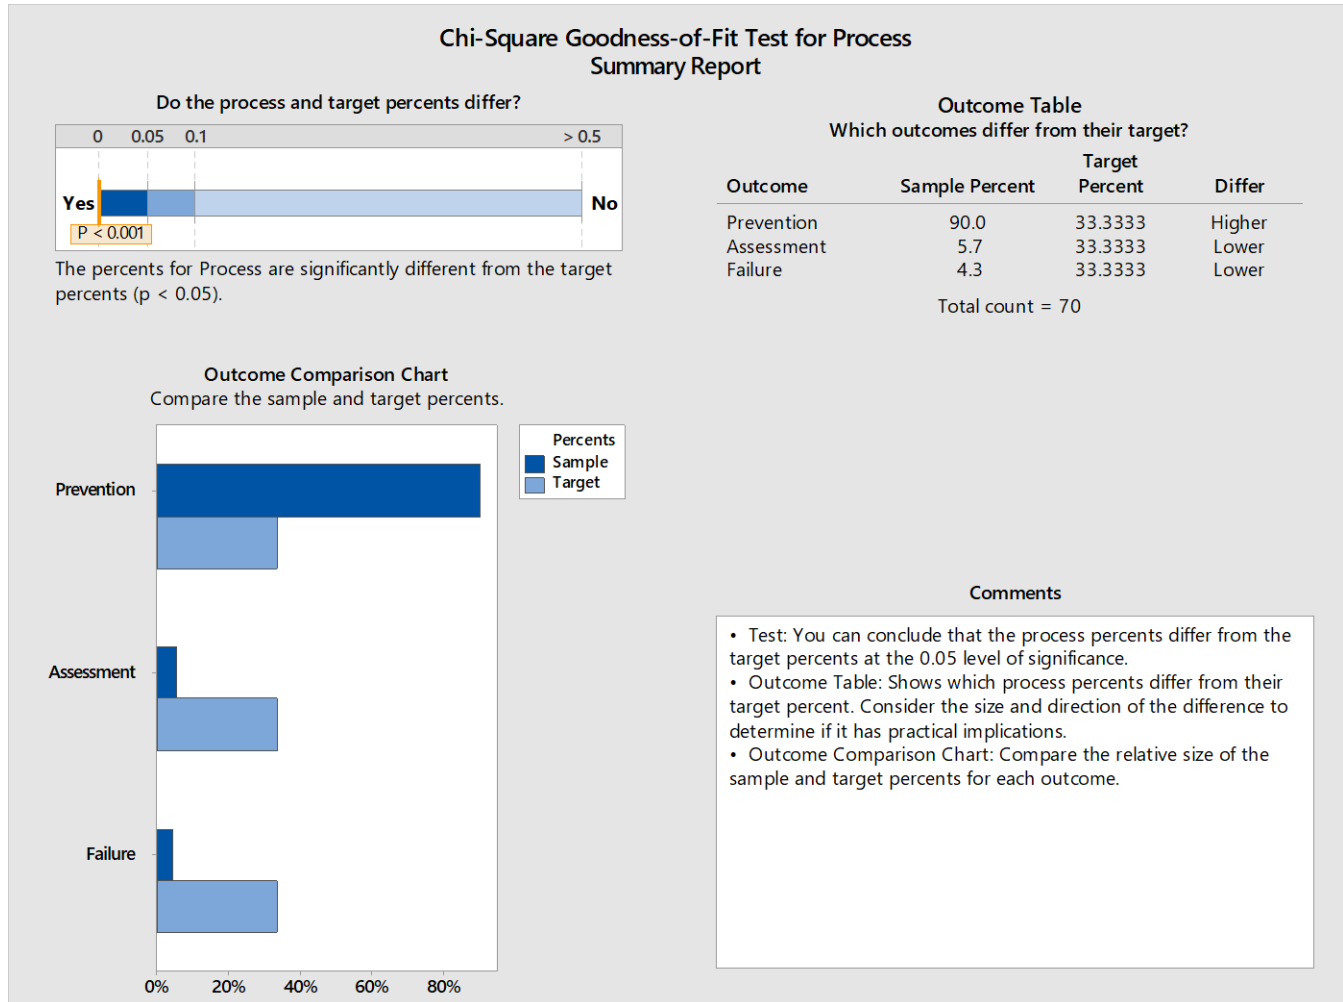 Chi-Square Goodness-of-Fit Test for Process
Summary Report
Do the process and target percents differ?
0 0.05 0.1 > 0.5
Yes No
P < 0.001
The percents for Process are significantly different from the target
percents (p < 0.05).
Outcome Table
Which outcomes differ from their target?
Target
Outcome Sample Percent Percent Differ
Prevention 90.0 33.3333 Higher
Assessment 5.7 33.3333 Lower
Failure 4.3 33.3333 Lower
Total count = 70
Outcome Comparison Chart
Compare the sample and target percents.
Percents
Sample
Target
Prevention
Assessment
Failure
0% 20% 40% 60% 80%
Comments
• Test: You can conclude that the process percents differ from the
target percents at the 0.05 level of significance.
• Outcome Table: Shows which process percents differ from their
target percent. Consider the size and direction of the difference to
determine if it has practical implications.
• Outcome Comparison Chart: Compare the relative size of the
sample and target percents for each outcome.